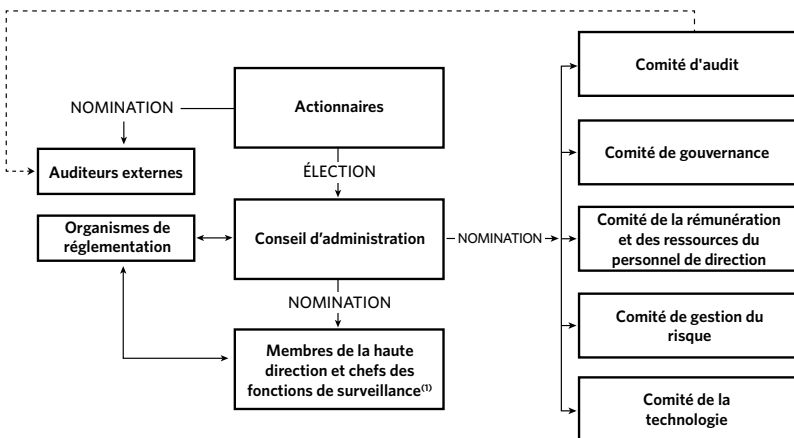 Comité d'audit
NOMINATION
Actionnaires
Auditeurs externes
ÉLECTION
Comité de gouvernance
Organismes de
réglementation
Conseil d'administration
NOMINATION
Comité de la rémunération
et des ressources du
personnel de direction
NOMINATION
Membres de la haute
direction et chefs des
fonctions de surveillance⁽¹⁾
Comité de gestion du
risque
Comité de la
technologie